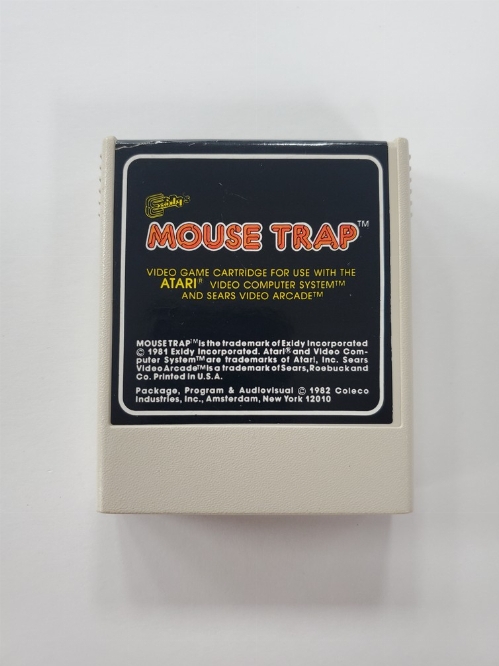 Exidy's
MOUSE TRAP™
VIDEO GAME CARTRIDGE FOR USE WITH THE
ATARI® VIDEO COMPUTER SYSTEM™
AND SEARS VIDEO ARCADE™
MOUSE TRAP™ is the trademark of Exidy Incorporated
© 1981 Exidy Incorporated. Atari® and Video Com-
puter System™ are trademarks of Atari, Inc. Sears
Video Arcade™ is a trademark of Sears, Roebuck and
Co. Printed in U.S.A.
Package, Program & Audiovisual © 1982 Coleco
Industries, Inc., Amsterdam, New York 12010